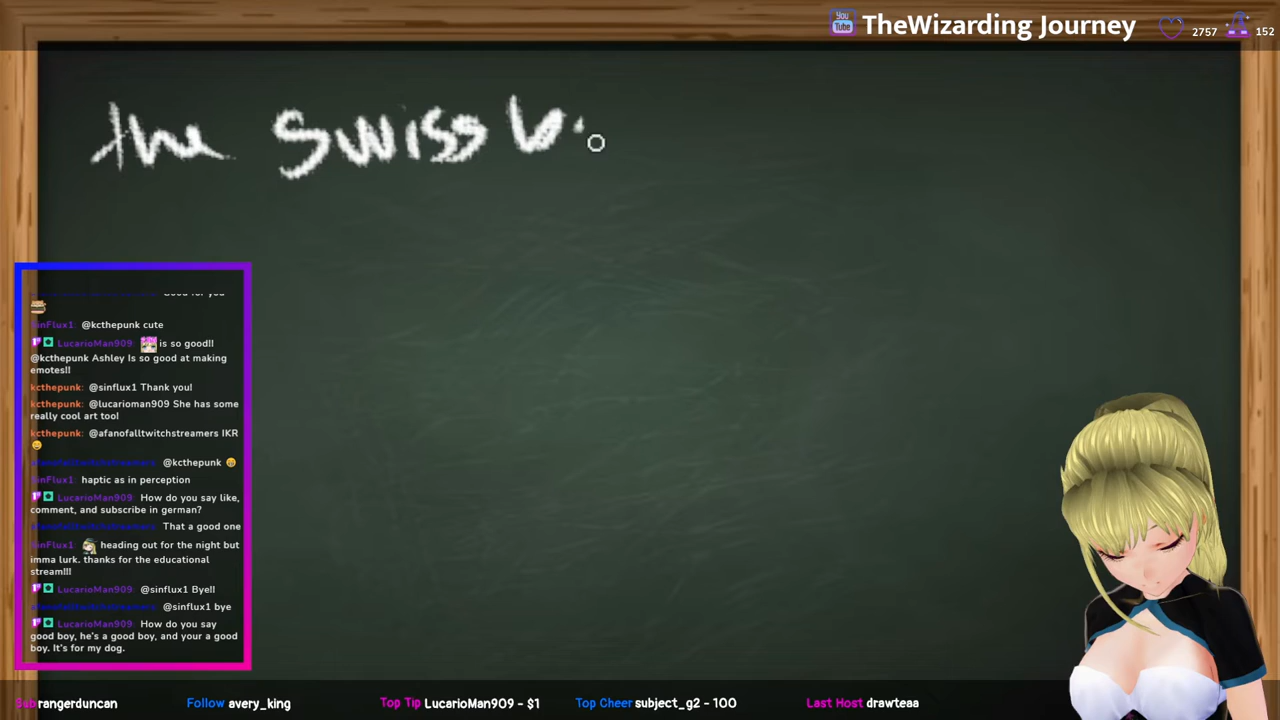 You Tube TheWizarding Journey 2757 152
the Swiss b
@kcthepunk cute
LucarioMan909 is so good!!
@kcthepunk Ashley Is so good at making
emotes!!
kcthepunk: @sinflux1 Thank you!
kcthepunk: @lucarioman909 She has some
really cool art too!
kcthepunk: @afanofalltwitchstreamers IKR
@kcthepunk
haptic as in perception
LucarioMan909: How do you say like,
comment, and subscribe in german?
That a good one
heading out for the night but
imma lurk. thanks for the educational
stream!!!
LucarioMan909: @sinflux1 Bye!!
@sinflux1 bye
LucarioMan909: How do you say
good boy, he's a good boy, and your a good
boy. It's for my dog.
Sub rangerduncan Follow avery_king Top Tip LucarioMan909 - $1 Top Cheer subject_g2 - 100 Last Host drawteaa